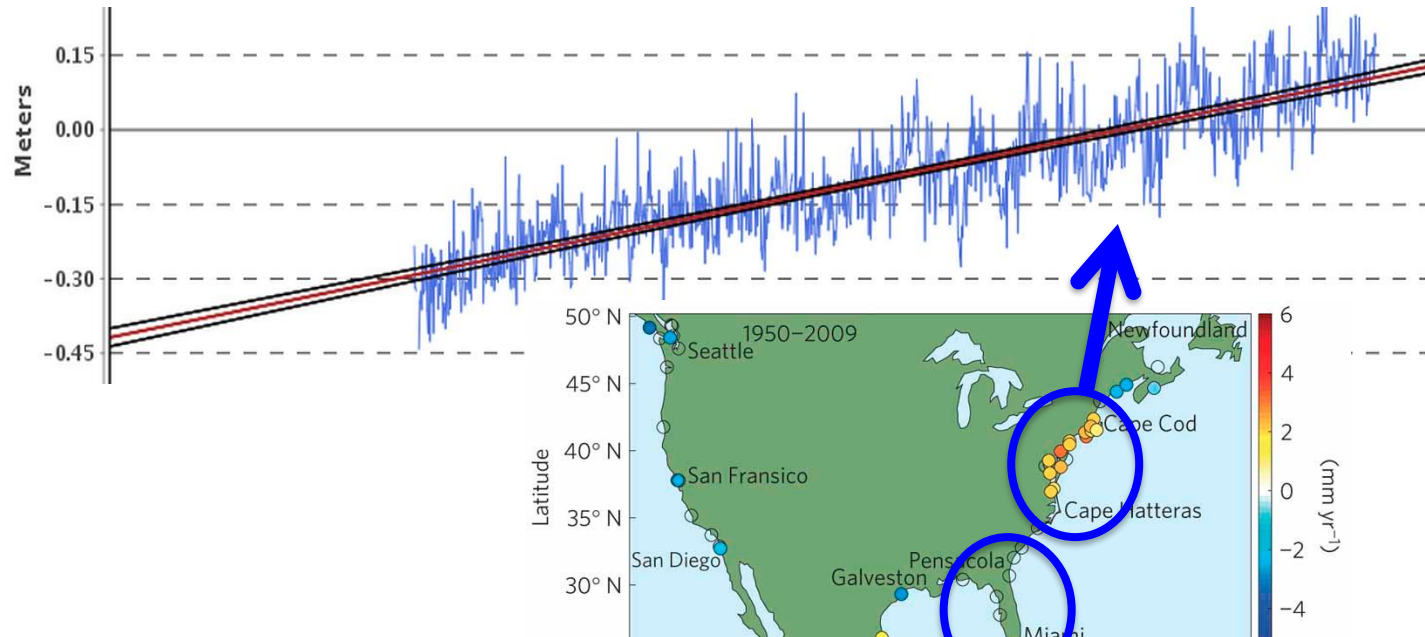 Meters
0.15
0.00
-0.15
-0.30
-0.45
1950–2009
Newfoundland
Seattle
Cape Cod
San Fransico
Cape Hatteras
San Diego
Pensacola
Galveston
Miami
Latitude
50° N
45° N
40° N
35° N
30° N
6
4
2
0
−2
−4
(mm yr⁻¹)